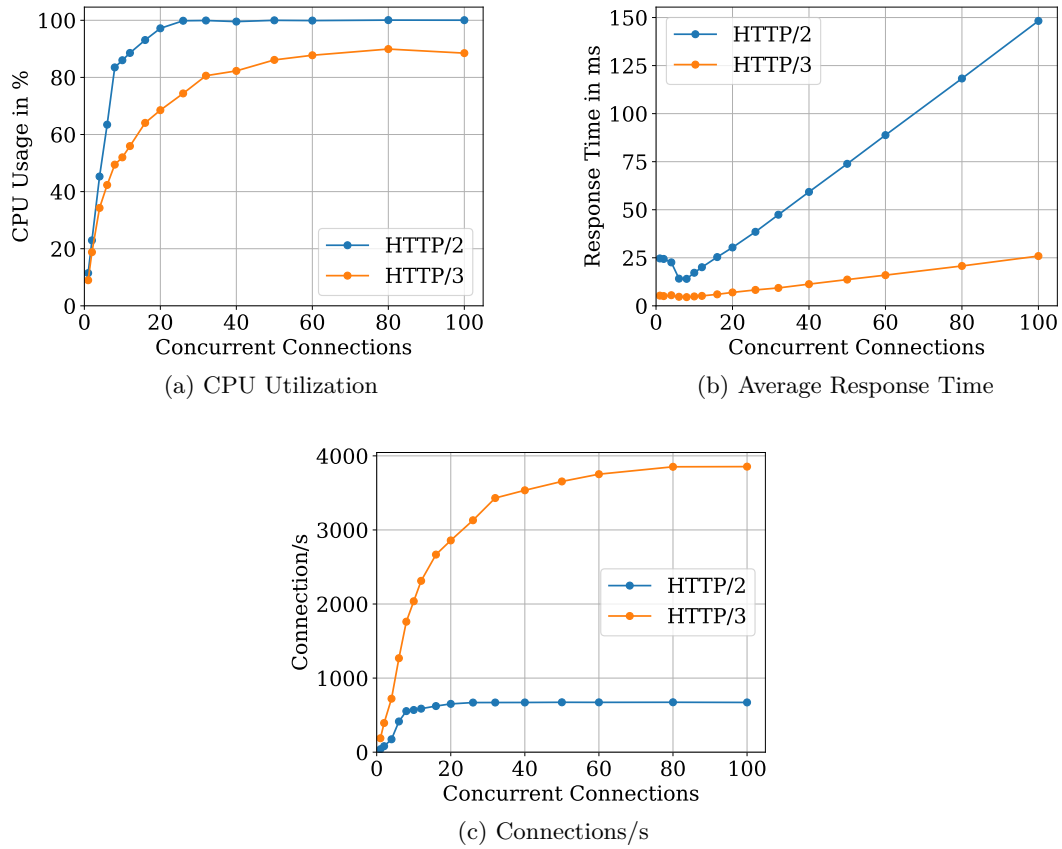 CPU Usage in %
100
80
60
40
20
0
HTTP/2
HTTP/3
0 20 40 60 80 100
Concurrent Connections
(a) CPU Utilization
Response Time in ms
150
125
100
75
50
25
0
HTTP/2
HTTP/3
0 20 40 60 80 100
Concurrent Connections
(b) Average Response Time
Connection/s
4000
3000
2000
1000
0
HTTP/2
HTTP/3
0 20 40 60 80 100
Concurrent Connections
(c) Connections/s